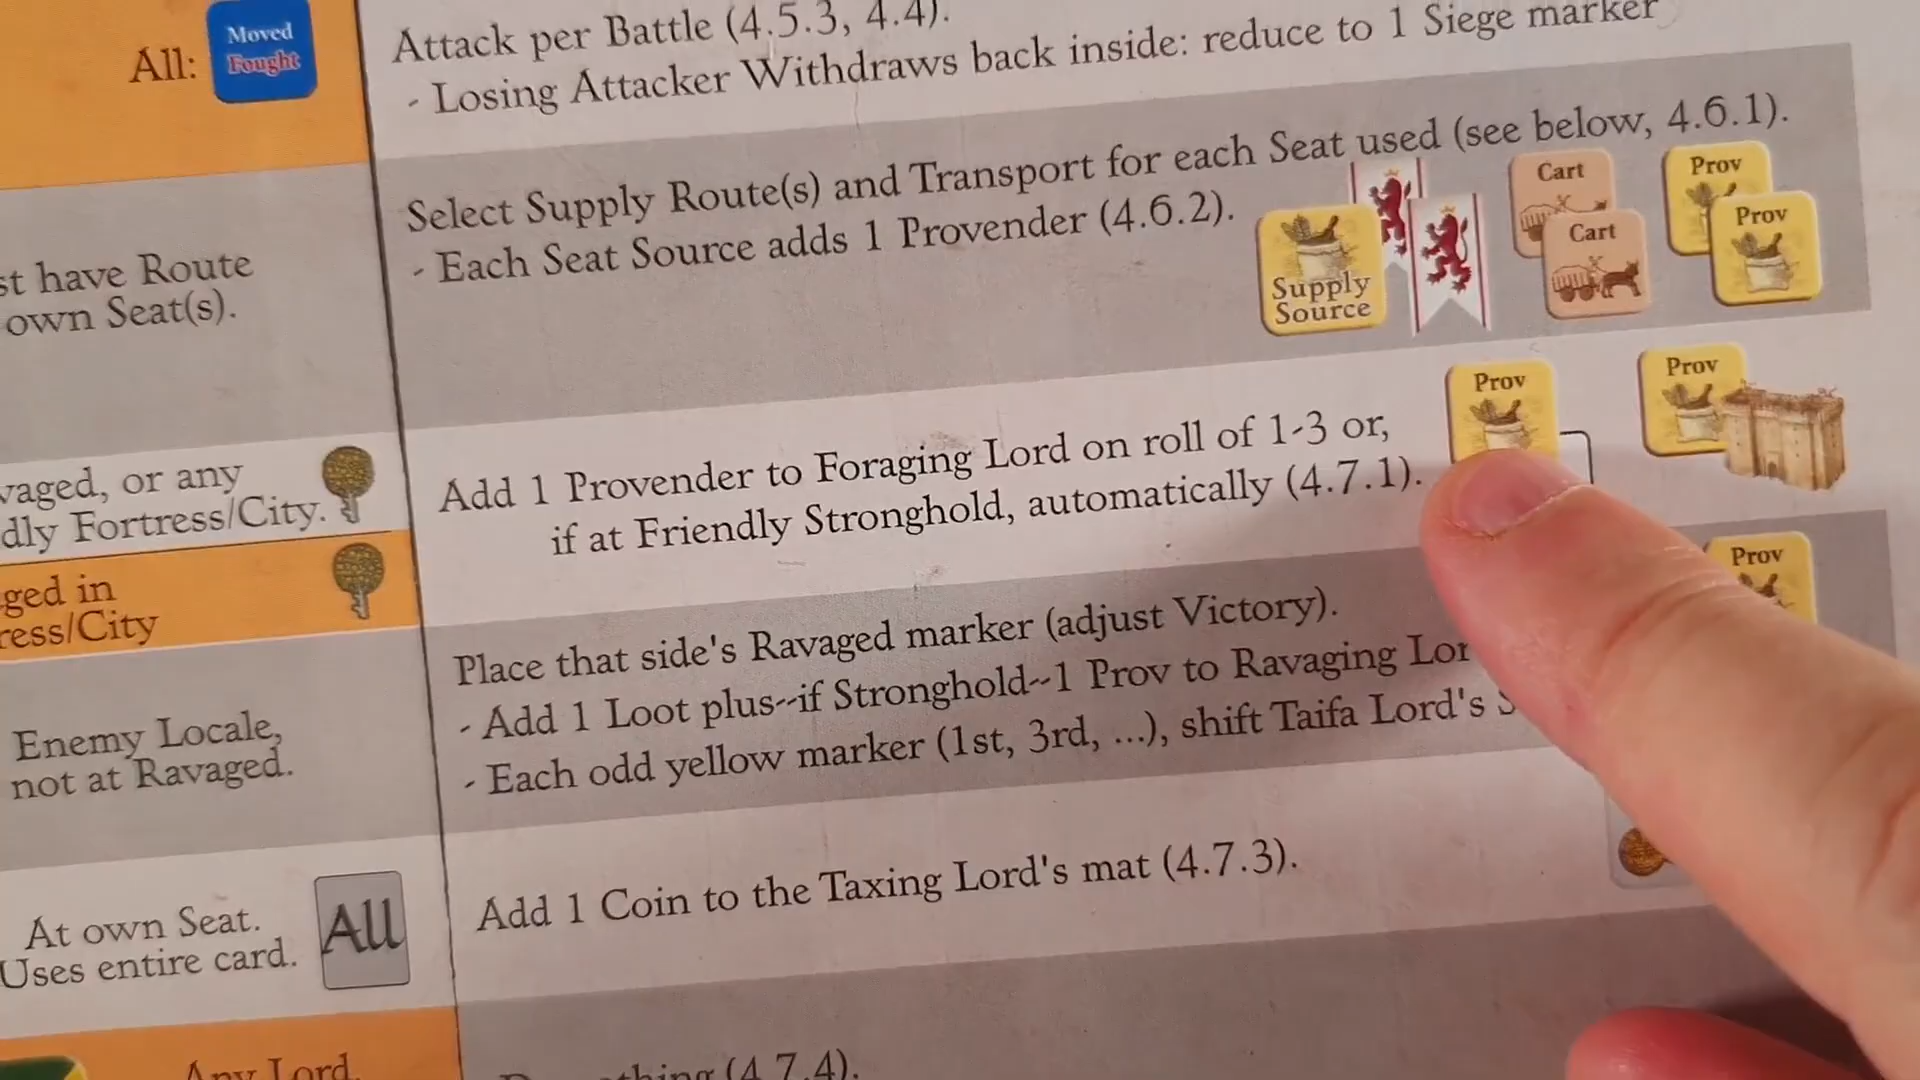 All:
Moved
Fought
Attack per Battle (4.5.3, 4.4).
- Losing Attacker Withdraws back inside: reduce to 1 Siege marker
st have Route
own Seat(s).
Select Supply Route(s) and Transport for each Seat used (see below, 4.6.1).
- Each Seat Source adds 1 Provender (4.6.2).
Supply
Source
Cart
Cart
Prov
Prov
vaged, or any
dly Fortress/City.
Add 1 Provender to Foraging Lord on roll of 1-3 or,
if at Friendly Stronghold, automatically (4.7.1).
Prov
Prov
ged in
ress/City
Enemy Locale,
not at Ravaged.
Place that side's Ravaged marker (adjust Victory).
- Add 1 Loot plus--if Stronghold--1 Prov to Ravaging Lor
- Each odd yellow marker (1st, 3rd, ...), shift Taifa Lord's S
Prov
At own Seat.
Uses entire card.
All
Add 1 Coin to the Taxing Lord's mat (4.7.3).
Any Lord.
thing (4.7.4).